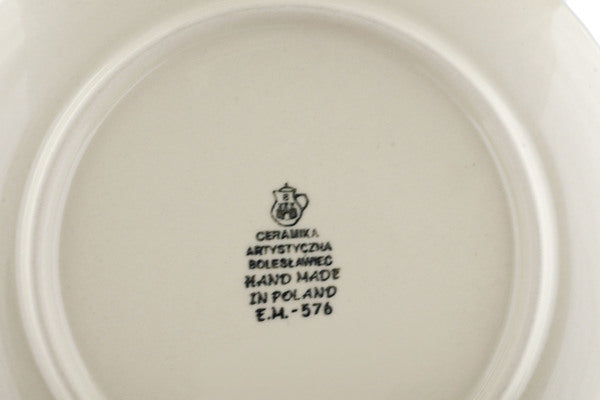 B
CERAMIKA
ARTYSTYCZNA
BOLESŁAWIEC
HAND MADE
IN POLAND
E.M.-576